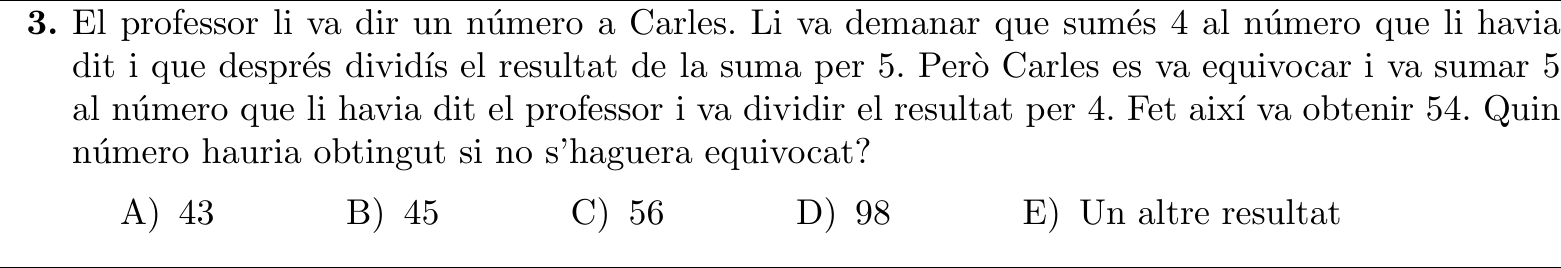 3. El professor li va dir un número a Carles. Li va demanar que sumés 4 al número que li havia
dit i que després dividís el resultat de la suma per 5. Però Carles es va equivocar i va sumar 5
al número que li havia dit el professor i va dividir el resultat per 4. Fet així va obtenir 54. Quin
número hauria obtingut si no s'haguera equivocat?
A) 43 B) 45 C) 56 D) 98 E) Un altre resultat